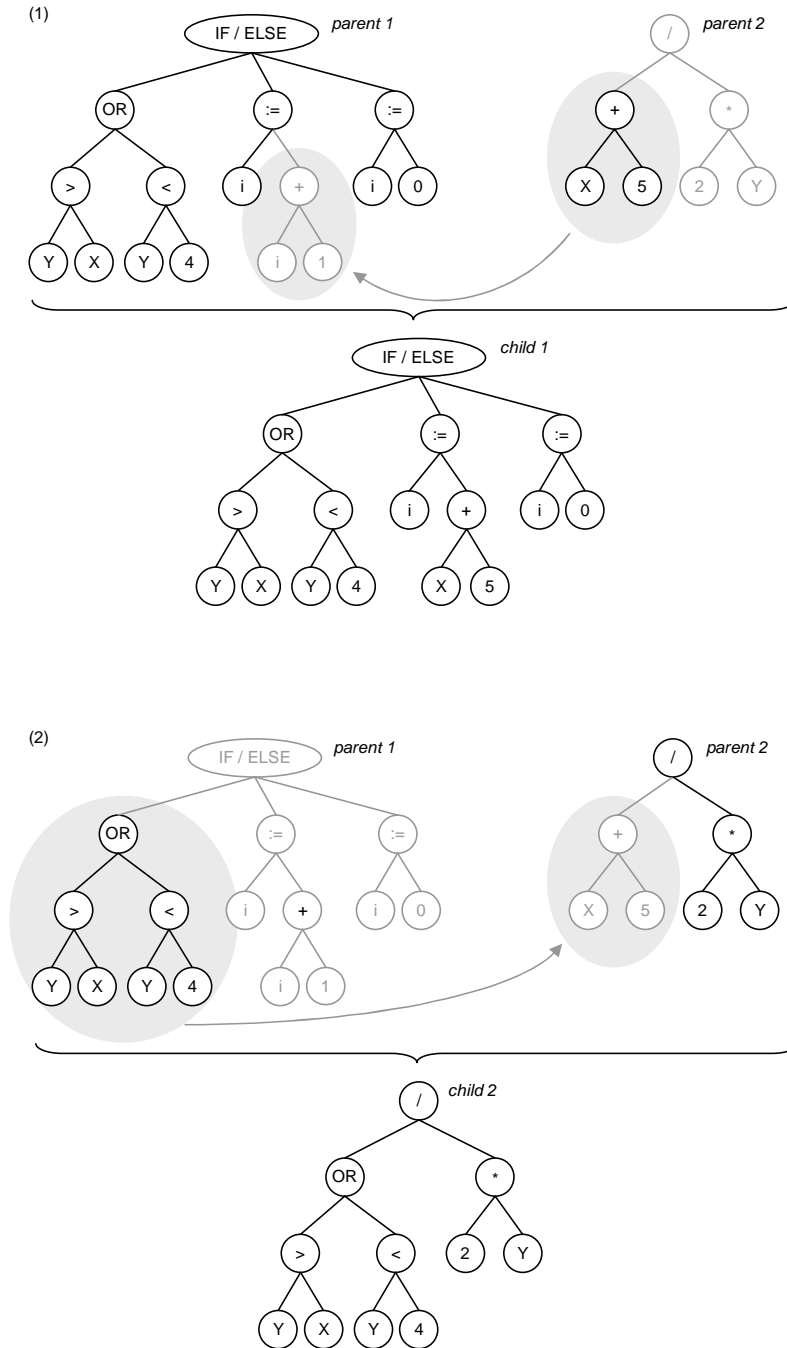 (1)
IF / ELSE parent 1 / parent 2
OR := := + *
> < i + i 0 X 5 2 Y
Y X Y 4 i 1
IF / ELSE child 1
OR := :=
> < i + i 0
Y X Y 4 X 5
(2)
IF / ELSE parent 1 / parent 2
OR := := + *
> < i + i 0 X 5 2 Y
Y X Y 4 i 1
/ child 2
OR *
> < 2 Y
Y X Y 4